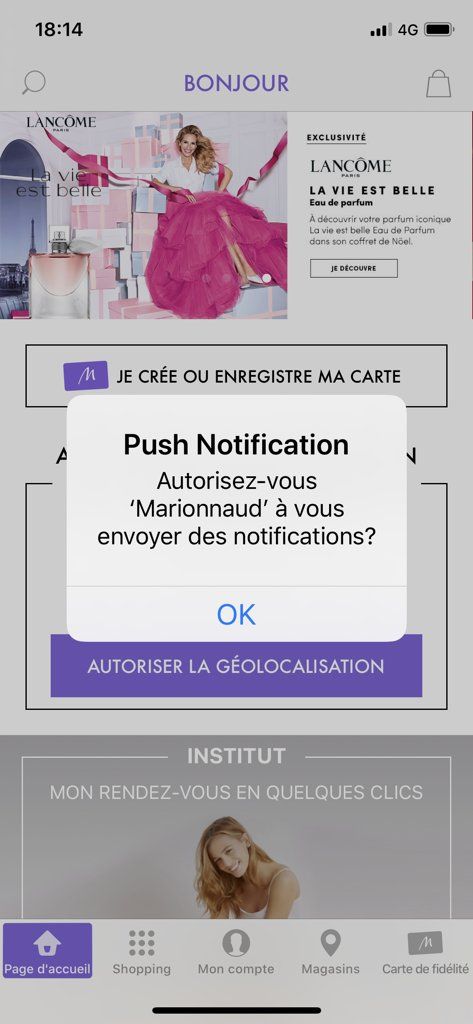 18:14
4G
BONJOUR
LANCÔME
PARIS
La vie
est belle
EXCLUSIVITÉ
LANCÔME
PARIS
LA VIE EST BELLE
Eau de parfum
À découvrir votre parfum iconique
La vie est belle Eau de Parfum
dans son coffret de Nöel.
JE DÉCOUVRE
M JE CRÉE OU ENREGISTRE MA CARTE
Push Notification
Autorisez-vous
‘Marionnaud’ à vous
envoyer des notifications?
OK
AUTORISER LA GÉOLOCALISATION
INSTITUT
MON RENDEZ-VOUS EN QUELQUES CLICS
Page d'accueil Shopping Mon compte Magasins Carte de fidélité